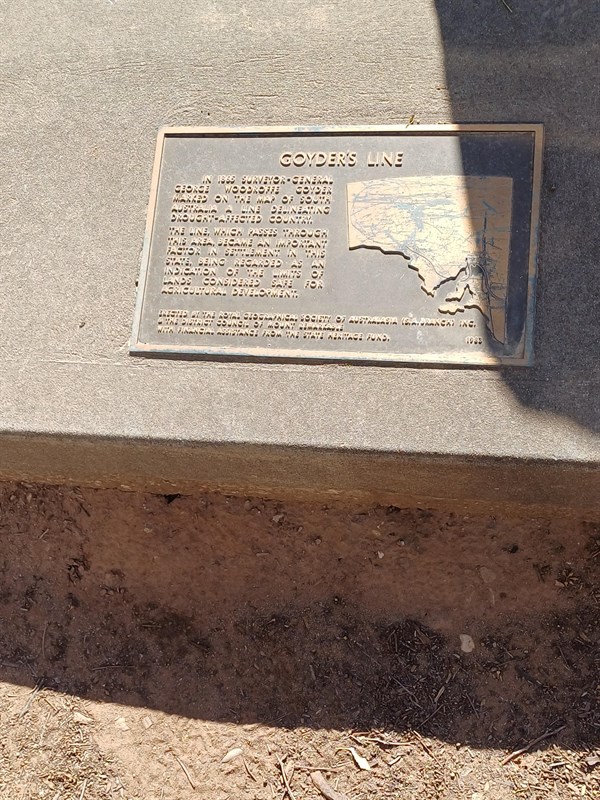 GOYDER'S LINE
IN 1865 SURVEYOR-GENERAL
GEORGE WOODROFFE GOYDER
MARKED ON THE MAP OF SOUTH
AUSTRALIA A LINE DELINEATING
DROUGHT-AFFECTED COUNTRY.
THE LINE, WHICH PASSES THROUGH
THIS AREA, BECAME AN IMPORTANT
FACTOR IN SETTLEMENT IN THIS
STATE, BEING REGARDED AS AN
INDICATION OF THE LIMITS OF
LANDS CONSIDERED SAFE FOR
AGRICULTURAL DEVELOPMENT.
ERECTED BY THE ROYAL GEOGRAPHICAL SOCIETY OF AUSTRALASIA (S.A. BRANCH) INC.
DISTRICT COUNCIL OF MOUNT REMARKABLE
WITH FINANCIAL ASSISTANCE FROM THE STATE HERITAGE FUND.